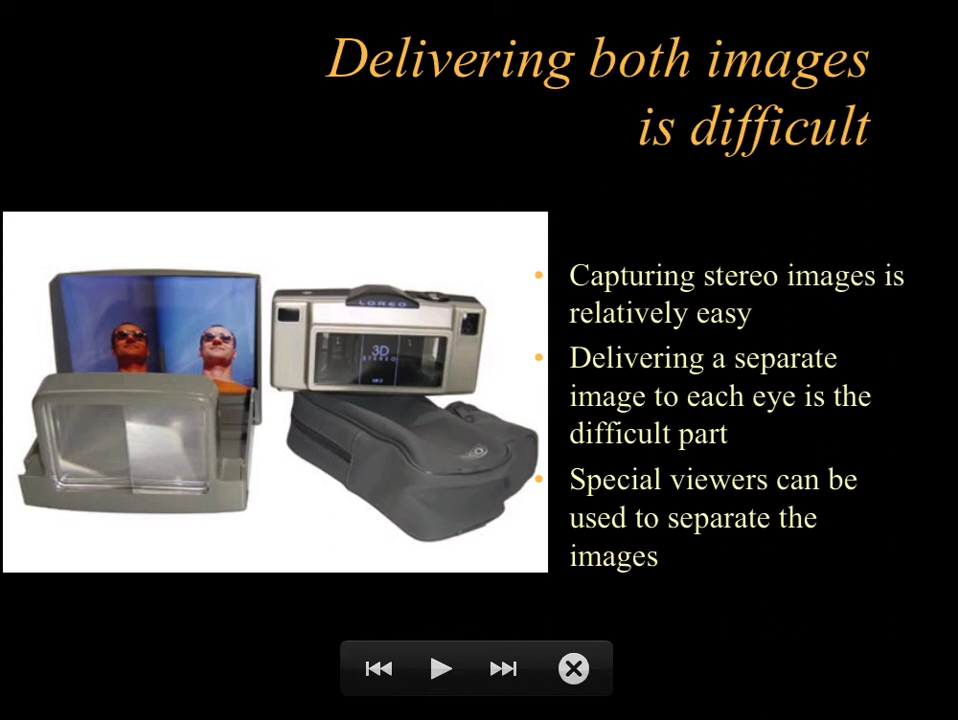 Delivering both images
is difficult
• Capturing stereo images is
relatively easy
• Delivering a separate
image to each eye is the
difficult part
• Special viewers can be
used to separate the
images
LOREO
3D
STEREO